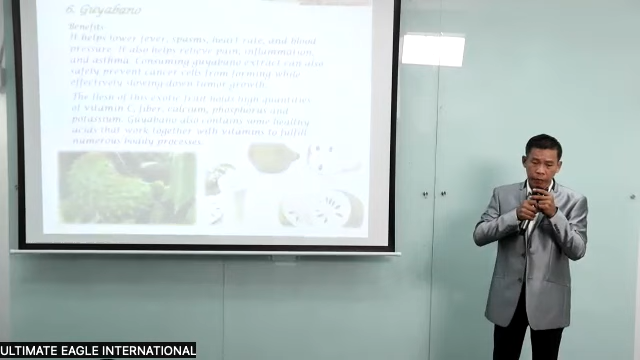 6. Guyabano
Benefits
It helps lower fever, spasms, heart rate, and blood
pressure. It also helps relieve pain, inflammation,
and asthma. Consuming guyabano extract can also
safely prevent cancer cells from forming while
effectively slowing down tumor growth.
The flesh of this exotic fruit holds high quantities
of vitamin C, fiber, calcium, phosphorus and
potassium. Guyabano also contains some healthy
acids that work together with vitamins to fulfill
numerous bodily processes.
ULTIMATE EAGLE INTERNATIONAL